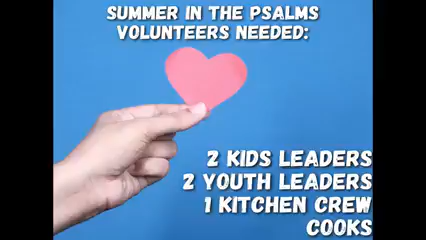 SUMMER IN THE PSALMS
VOLUNTEERS NEEDED:
2 KIDS LEADERS
2 YOUTH LEADERS
1 KITCHEN CREW
COOKS